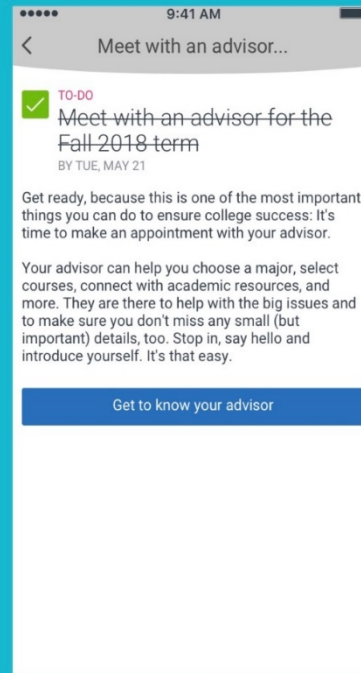 9:41 AM
Meet with an advisor...
TO-DO
Meet with an advisor for the
Fall 2018 term
BY TUE, MAY 21
Get ready, because this is one of the most important
things you can do to ensure college success: It's
time to make an appointment with your advisor.
Your advisor can help you choose a major, select
courses, connect with academic resources, and
more. They are there to help with the big issues and
to make sure you don't miss any small (but
important) details, too. Stop in, say hello and
introduce yourself. It's that easy.
Get to know your advisor